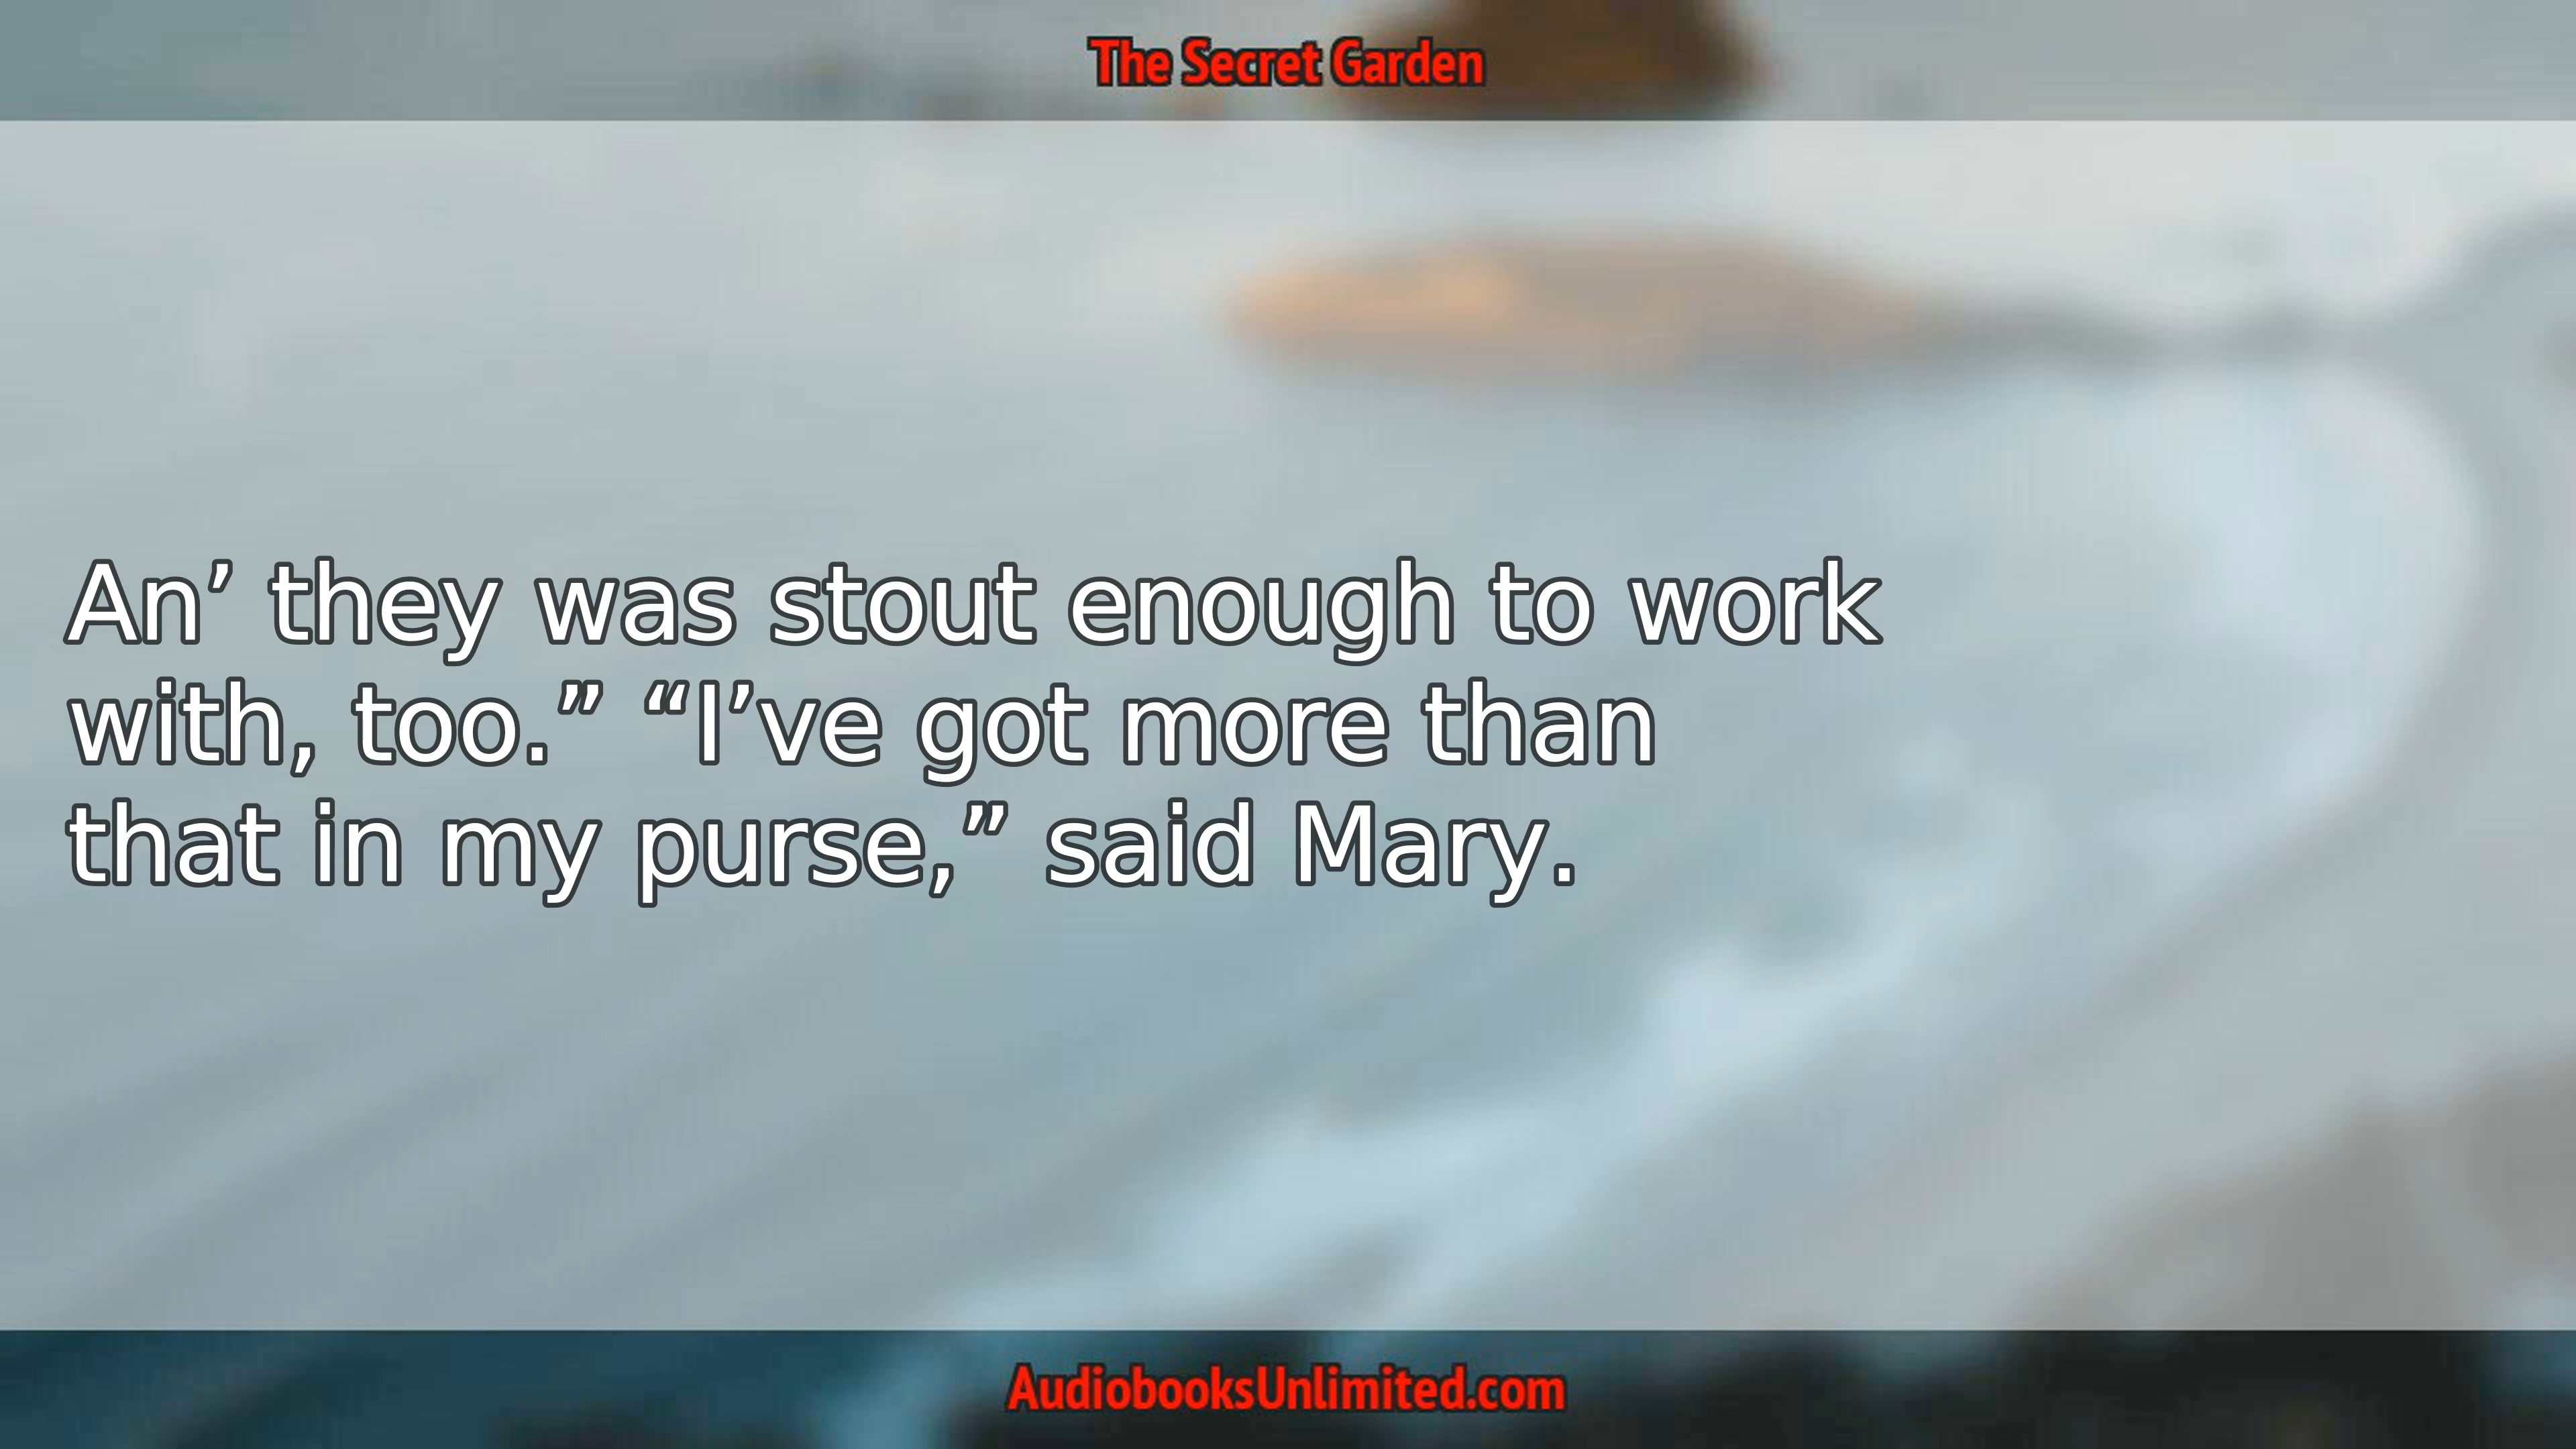 The Secret Garden
An’ they was stout enough to work
with, too.” “I’ve got more than
that in my purse,” said Mary.
AudiobooksUnlimited.com